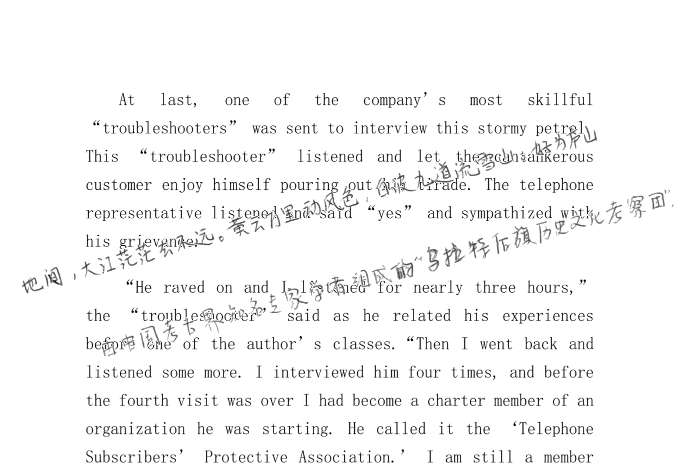 At last, one of the company’s most skillful
“troubleshooters” was sent to interview this stormy petrel.
This “troubleshooter” listened and let the cantankerous
customer enjoy himself pouring out his tirade. The telephone
representative listened and said “yes” and sympathized with
his grievance.
地间，大江茫茫去不还。黄云万里动风色，白波九道流雪山。好为庐山
“He raved on and I listened for nearly three hours,”
the “troubleshooter” said as he related his experiences
before one of the author’s classes. “Then I went back and
由中国考古界知名专家学者组成的“乌拉特后旗历史文化考察团”.
listened some more. I interviewed him four times, and before
the fourth visit was over I had become a charter member of an
organization he was starting. He called it the ‘Telephone
Subscribers’ Protective Association.’ I am still a member